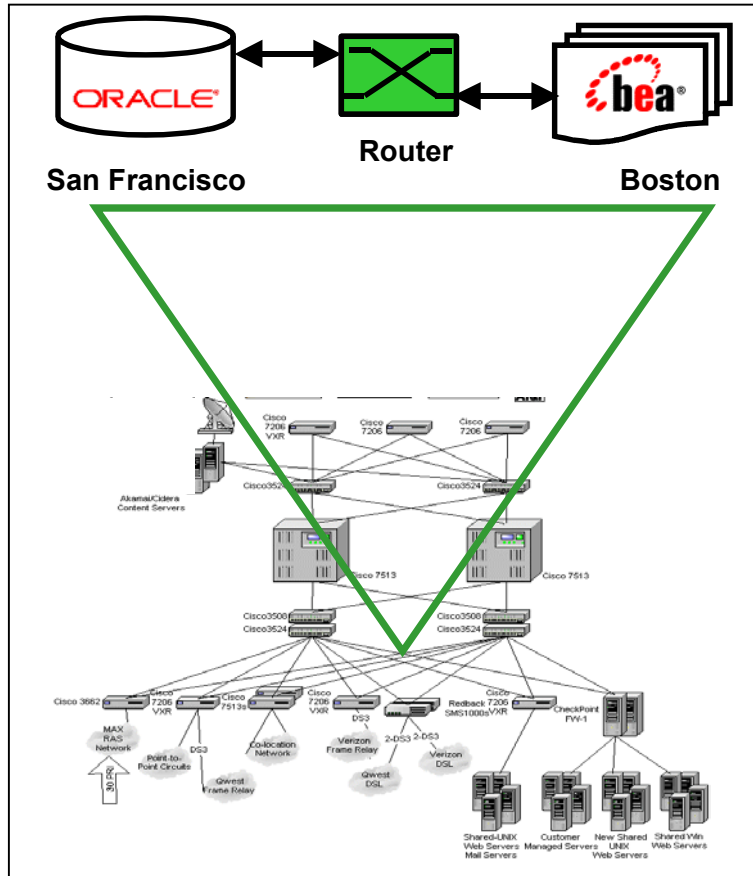 ORACLE®
bea®
Router
San Francisco
Boston
Cisco
7206
VXR
Cisco
7206
Cisco
7206
Cisco3524
Cisco3524
Akamai/Cidera
Content Servers
Cisco 7513
Cisco 7513
Cisco3508
Cisco3524
Cisco3508
Cisco3524
Cisco 3662
Cisco
7206
VXR
Cisco
7513s
Cisco
7206
VXR
Redback
SMS1000s
Cisco
7206
VXR
CheckPoint
FW-1
MAX
RAS
Network
DS3
Point-to-
Point Circuits
Co-location
Network
Qwest
Frame Relay
DS3
Verizon
Frame Relay
2-DS3
2-DS3
Verizon
DSL
Qwest
DSL
30 PRI
Shared-UNIX
Web Servers
Mail Servers
Customer
Managed Servers
New Shared
UNIX
Web Servers
Shared Win
Web Servers